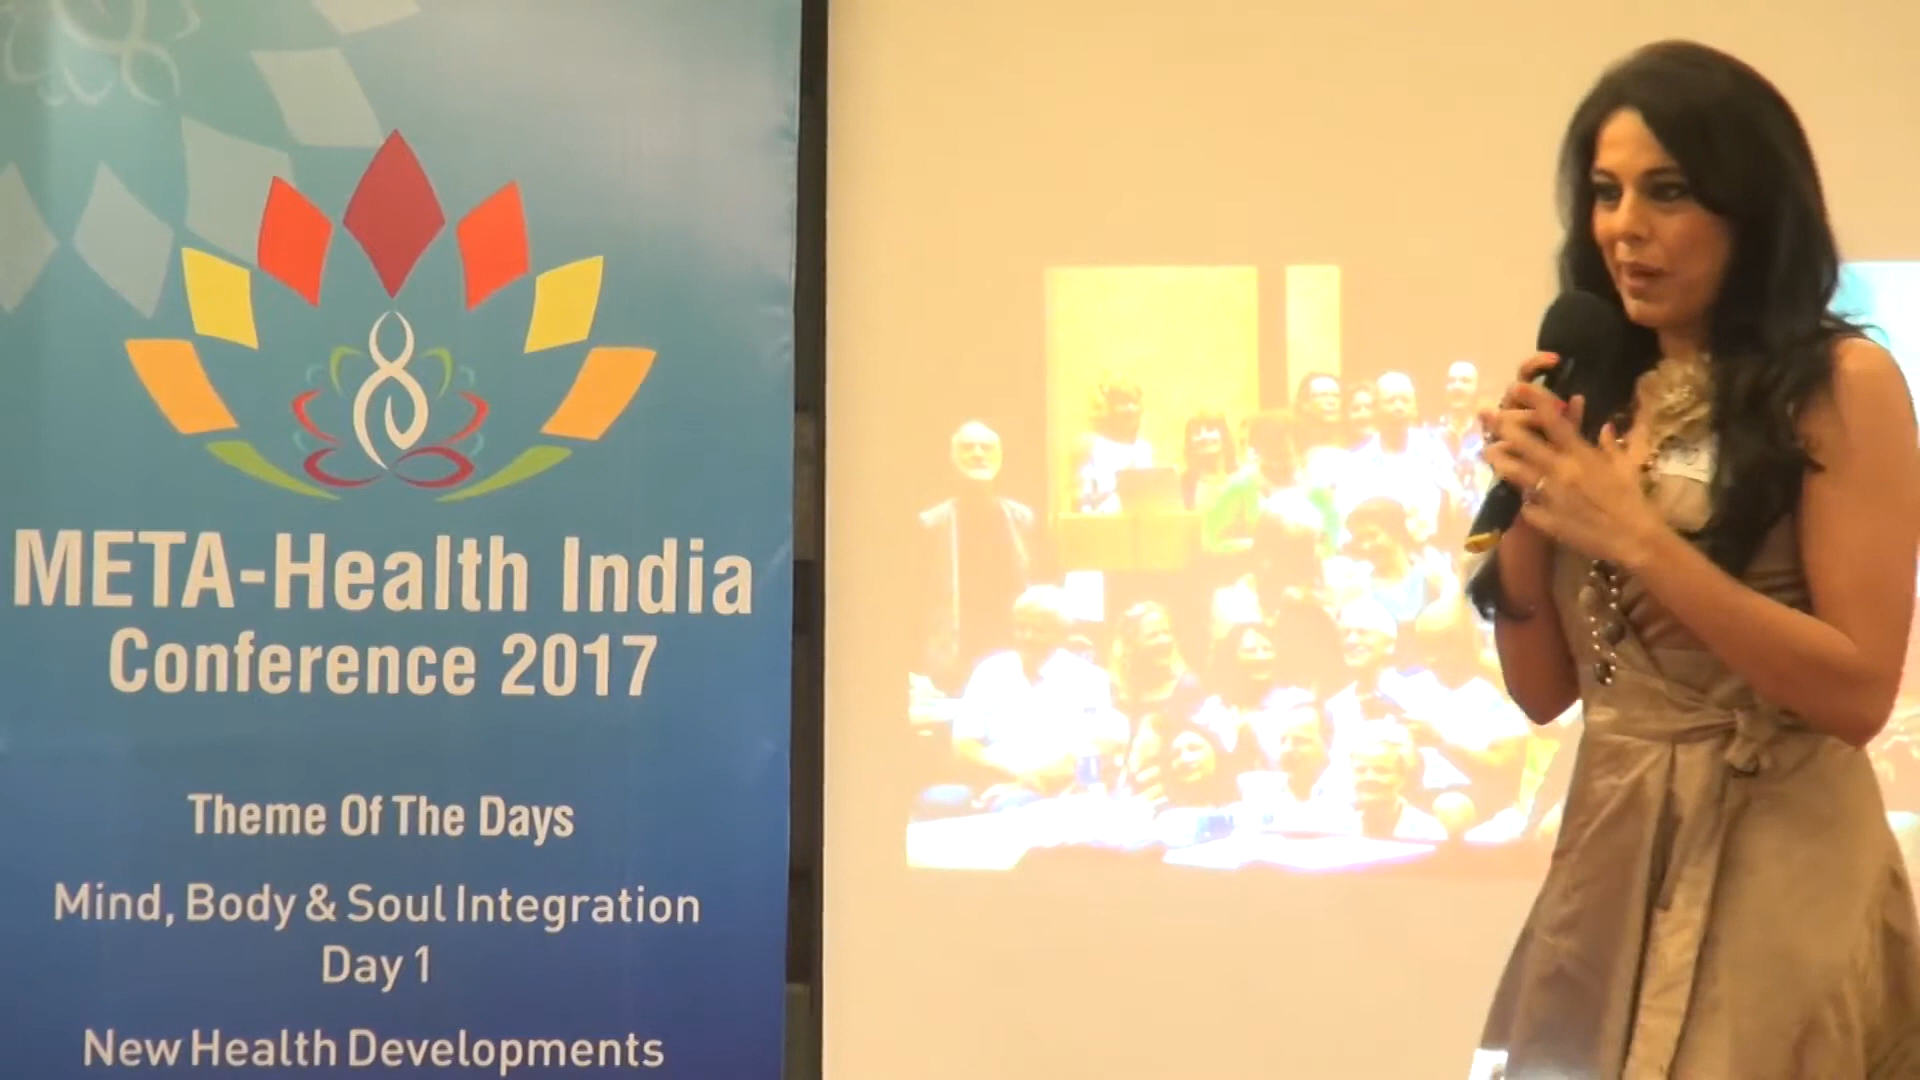 META-Health India
Conference 2017
Theme Of The Days
Mind, Body & Soul Integration
Day 1
New Health Developments